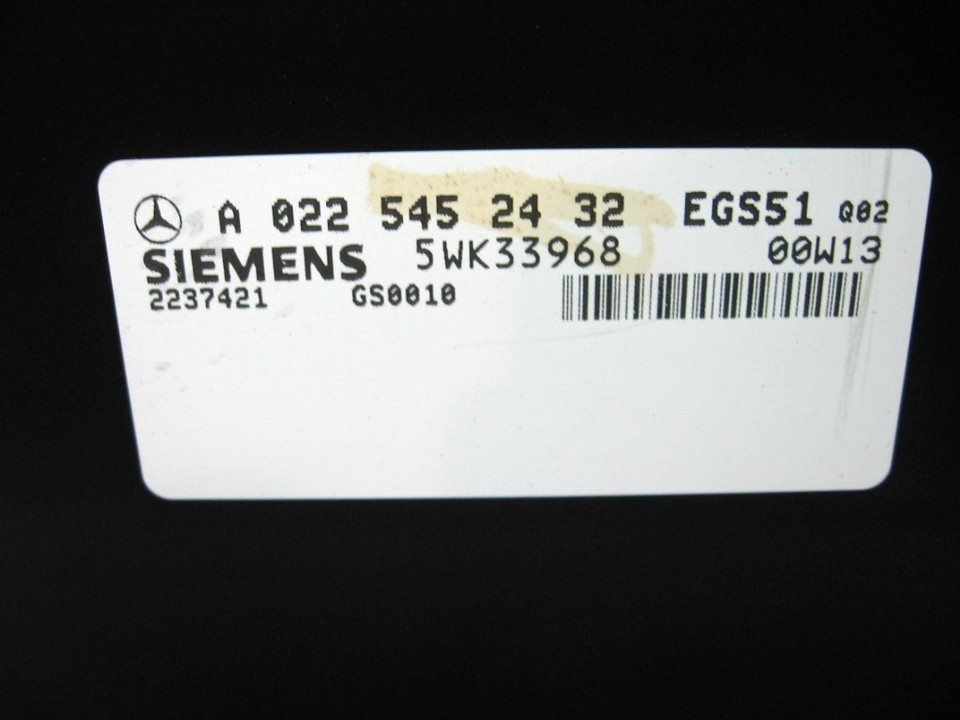 A 022 545 24 32 EGS51 Q02
SIEMENS 5WK33968 00W13
2237421 GS0010